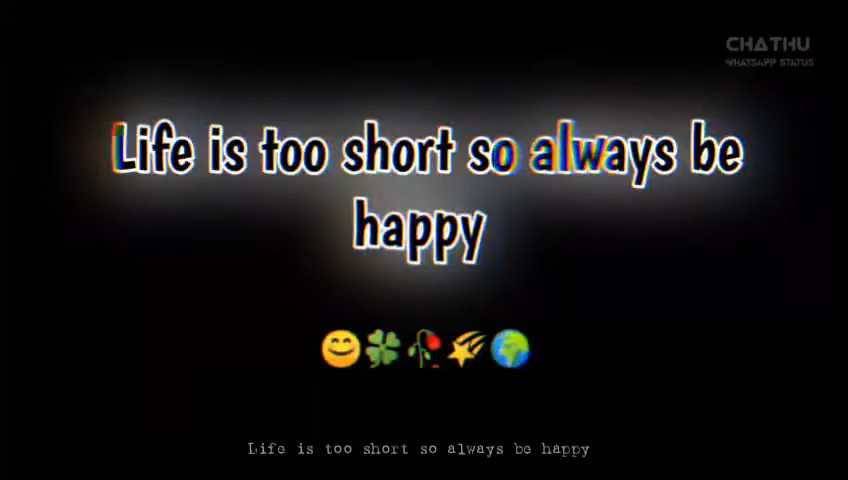 CHATHU
WHATSAPP STATUS
Life is too short so always be
happy
😊🍀🥀🌠🌍
Life is too short so always be happy